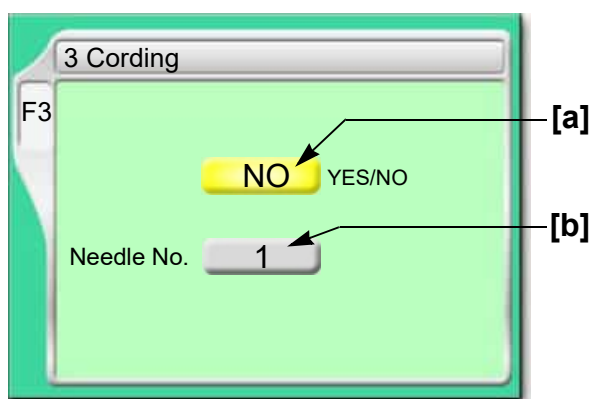 3 Cording
F3
[a]
NO YES/NO
[b]
Needle No. 1